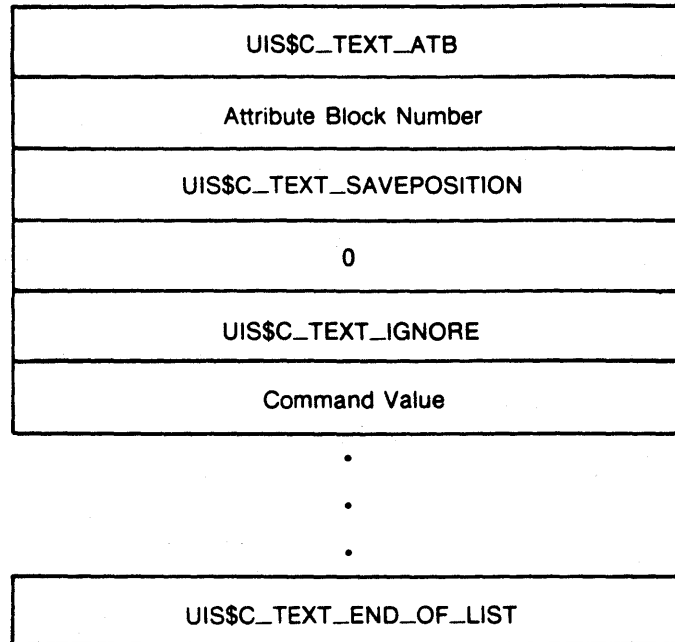 UIS$C_TEXT_ATB
Attribute Block Number
UIS$C_TEXT_SAVEPOSITION
0
UIS$C_TEXT_IGNORE
Command Value
.
.
.
UIS$C_TEXT_END_OF_LIST